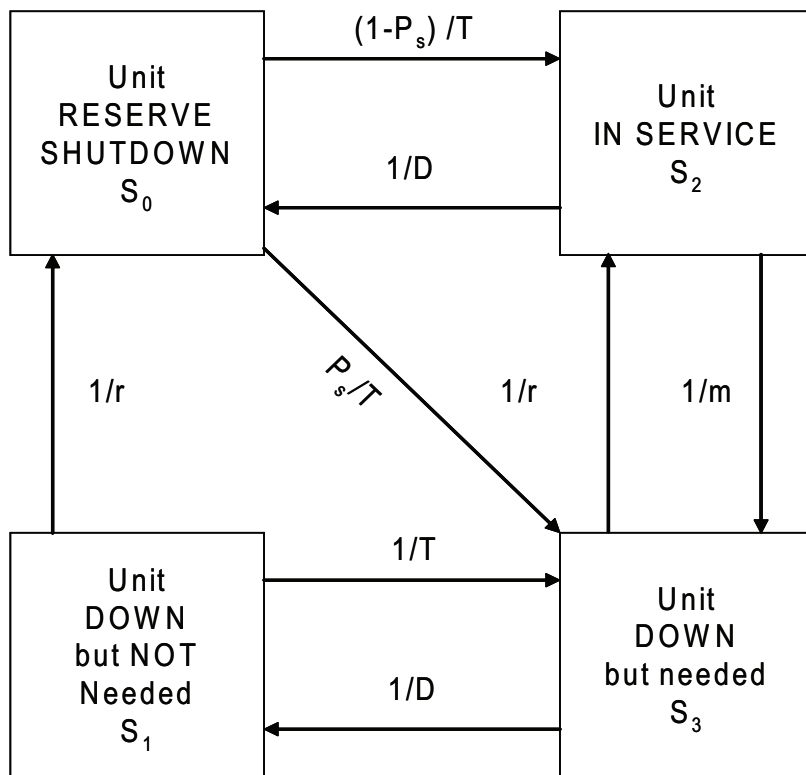 (1-Pₛ) /T
Unit
RESERVE
SHUTDOWN
S₀
Unit
IN SERVICE
S₂
1/D
1/r
Pₛ/T
1/r
1/m
Unit
DOWN
but NOT
Needed
S₁
1/T
1/D
Unit
DOWN
but needed
S₃